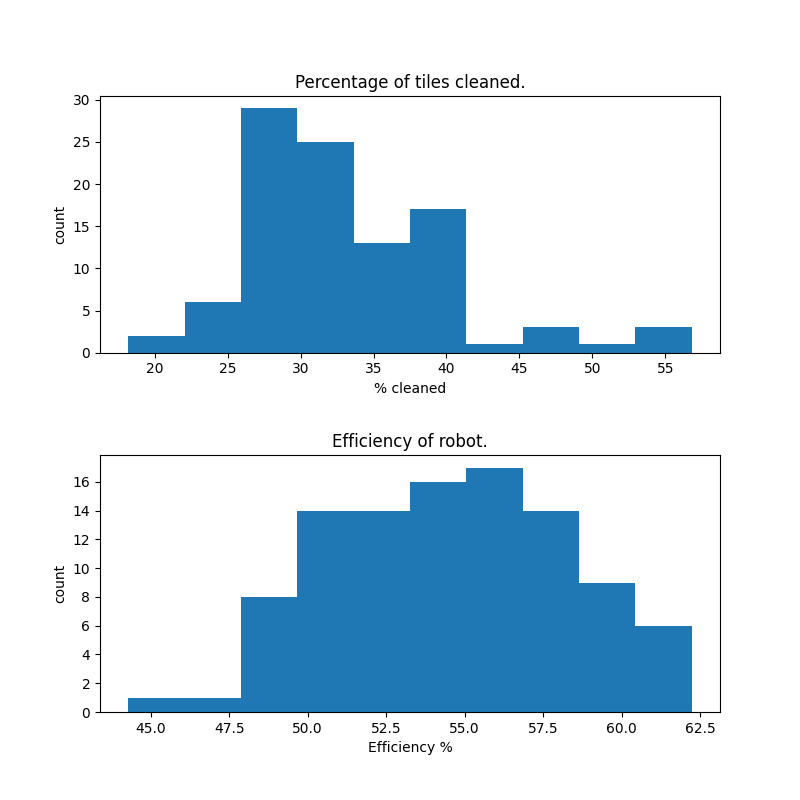 Percentage of tiles cleaned.
30
25
20
15
10
5
0
count
20 25 30 35 40 45 50 55
% cleaned
Efficiency of robot.
16
14
12
10
8
6
4
2
0
count
45.0 47.5 50.0 52.5 55.0 57.5 60.0 62.5
Efficiency %